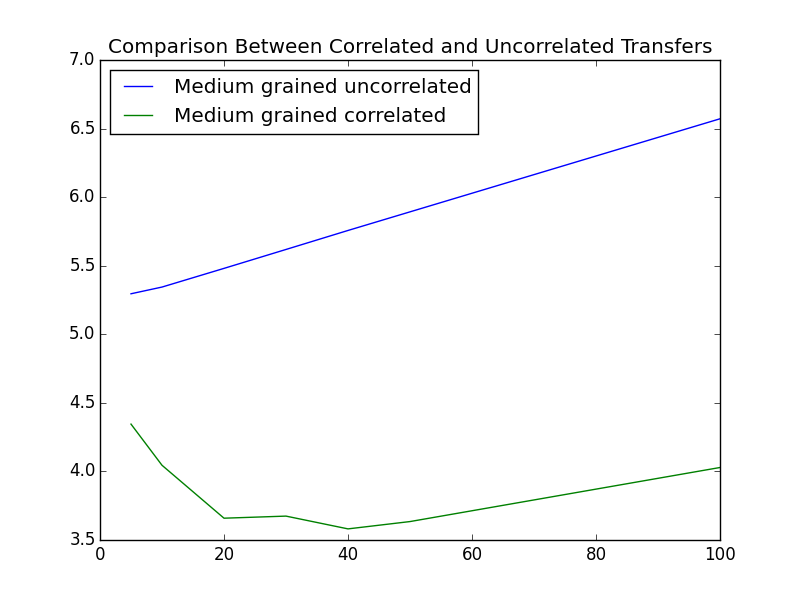 Comparison Between Correlated and Uncorrelated Transfers
7.0
Medium grained uncorrelated
Medium grained correlated
6.5
6.0
5.5
5.0
4.5
4.0
3.5
0 20 40 60 80 100